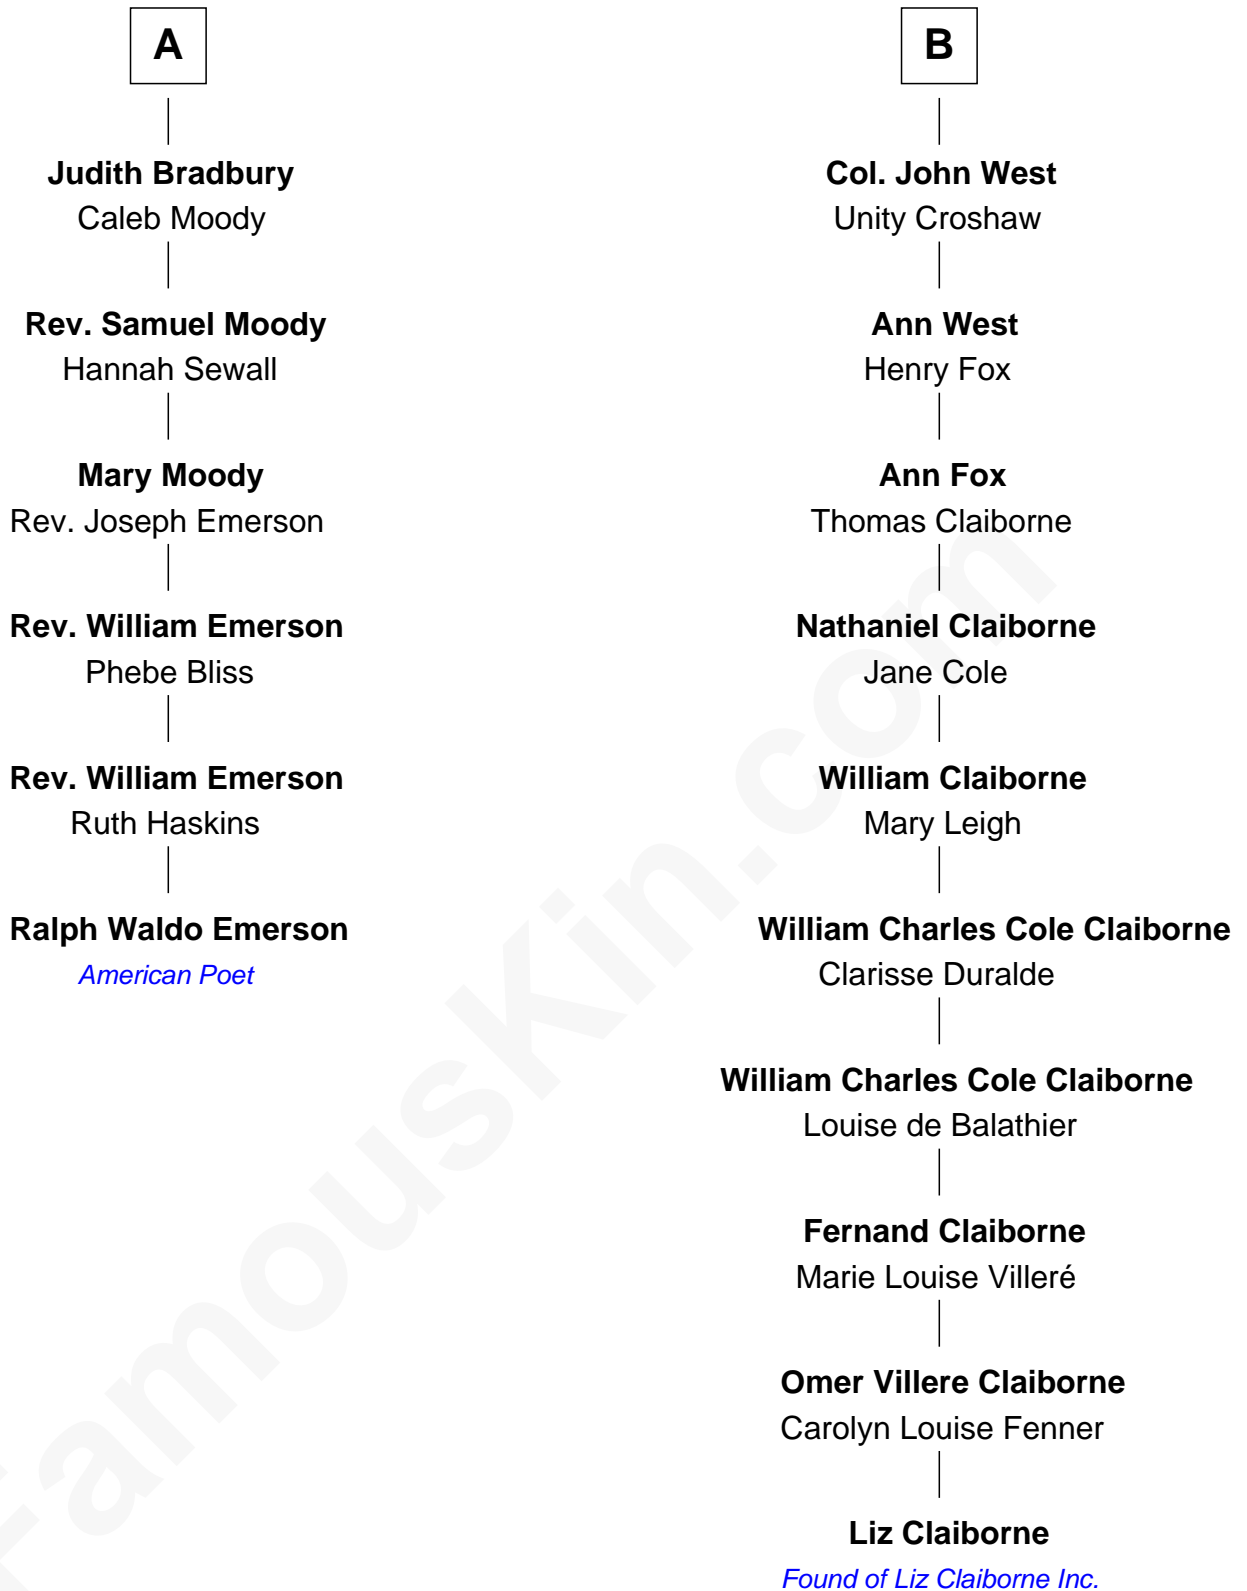 A
Judith Bradbury
Caleb Moody
Rev. Samuel Moody
Hannah Sewall
Mary Moody
Rev. Joseph Emerson
Rev. William Emerson
Phebe Bliss
Rev. William Emerson
Ruth Haskins
Ralph Waldo Emerson
American Poet
B
Col. John West
Unity Croshaw
Ann West
Henry Fox
Ann Fox
Thomas Claiborne
Nathaniel Claiborne
Jane Cole
William Claiborne
Mary Leigh
William Charles Cole Claiborne
Clarisse Duralde
William Charles Cole Claiborne
Louise de Balathier
Fernand Claiborne
Marie Louise Villeré
Omer Villere Claiborne
Carolyn Louise Fenner
Liz Claiborne
Found of Liz Claiborne Inc.
FamousKin.com